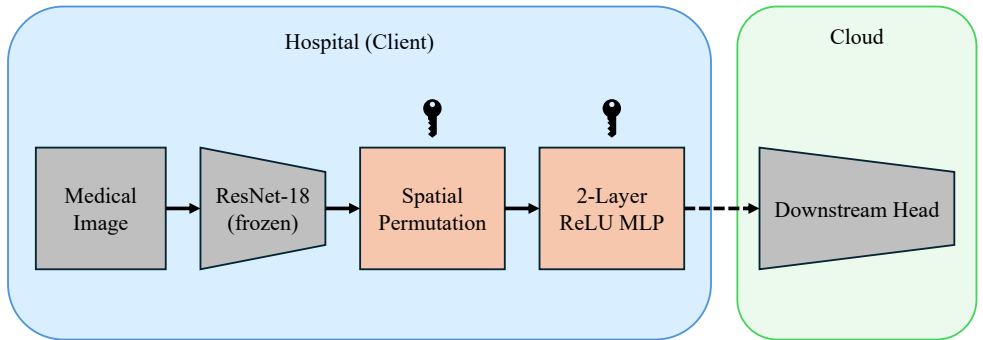 Hospital (Client)
Cloud
Medical
Image
ResNet-18
(frozen)
Spatial
Permutation
2-Layer
ReLU MLP
Downstream Head